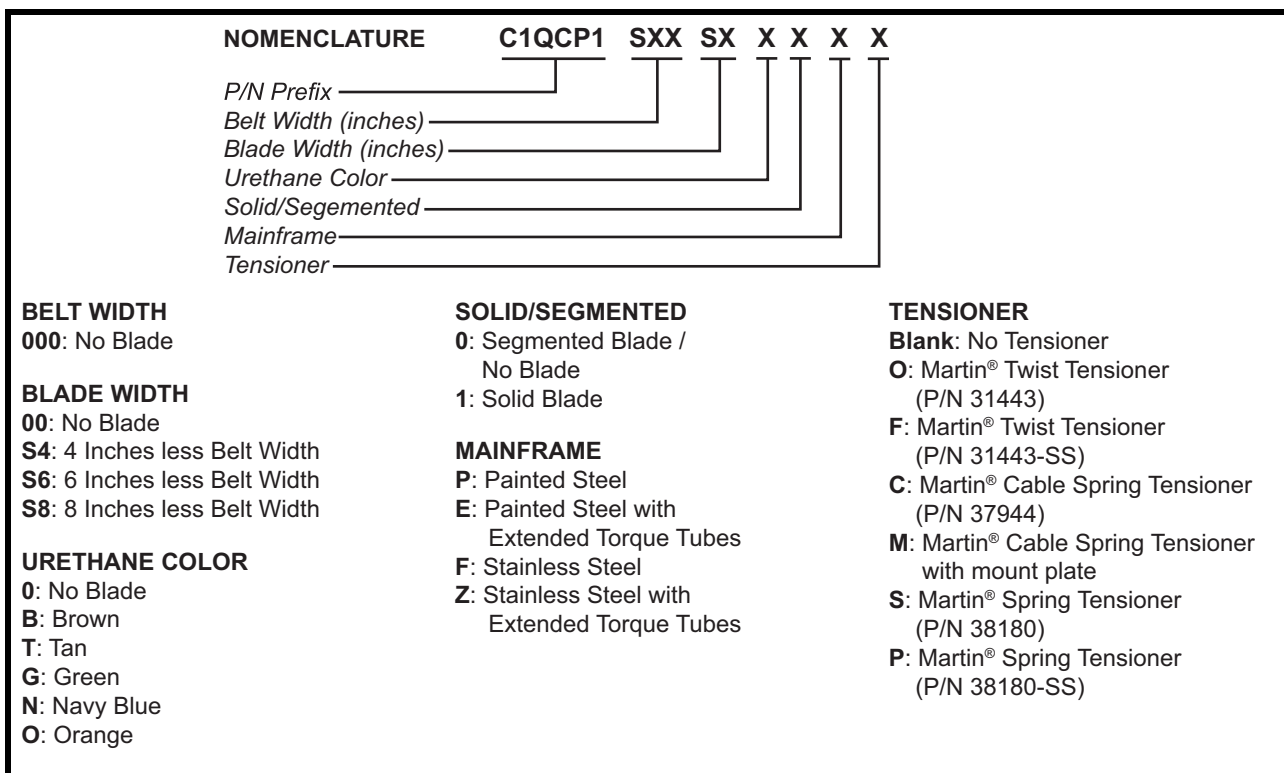 NOMENCLATURE C1QCP1 SXX SX X X X X
P/N Prefix
Belt Width (inches)
Blade Width (inches)
Urethane Color
Solid/Segemented
Mainframe
Tensioner
BELT WIDTH
000: No Blade
BLADE WIDTH
00: No Blade
S4: 4 Inches less Belt Width
S6: 6 Inches less Belt Width
S8: 8 Inches less Belt Width
URETHANE COLOR
0: No Blade
B: Brown
T: Tan
G: Green
N: Navy Blue
O: Orange
SOLID/SEGMENTED
0: Segmented Blade /
No Blade
1: Solid Blade
MAINFRAME
P: Painted Steel
E: Painted Steel with
Extended Torque Tubes
F: Stainless Steel
Z: Stainless Steel with
Extended Torque Tubes
TENSIONER
Blank: No Tensioner
O: Martin® Twist Tensioner
(P/N 31443)
F: Martin® Twist Tensioner
(P/N 31443-SS)
C: Martin® Cable Spring Tensioner
(P/N 37944)
M: Martin® Cable Spring Tensioner
with mount plate
S: Martin® Spring Tensioner
(P/N 38180)
P: Martin® Spring Tensioner
(P/N 38180-SS)